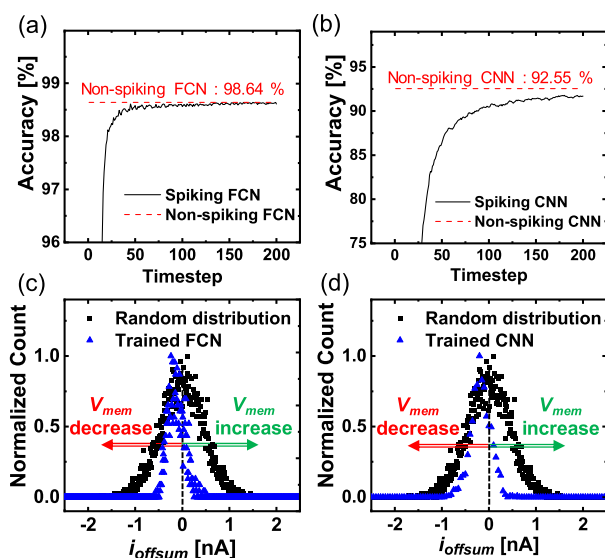 (a)
Accuracy [%]
99
98
97
96
Non-spiking FCN : 98.64 %
Spiking FCN
Non-spiking FCN
0 50 100 150 200
Timestep
(b)
Accuracy [%]
95
90
85
80
75
Non-spiking CNN : 92.55 %
Spiking CNN
Non-spiking CNN
0 50 100 150 200
Timestep
(c)
Normalized Count
1.0
0.5
0.0
Random distribution
Trained FCN
Vmem
decrease
Vmem
increase
-2 -1 0 1 2
ioffsum [nA]
(d)
Normalized Count
1.0
0.5
0.0
Random distribution
Trained CNN
Vmem
decrease
Vmem
increase
-2 -1 0 1 2
ioffsum [nA]